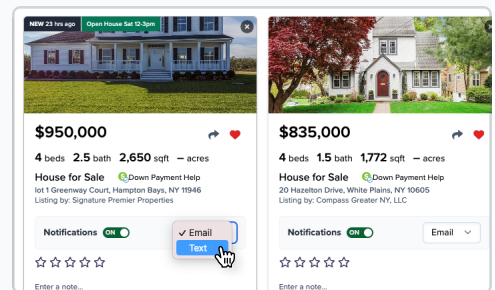 NEW 23 hrs ago
Open House Sat 12-3pm
$950,000
4 beds 2.5 bath 2,650 sqft – acres
House for Sale Down Payment Help
lot 1 Greenway Court, Hampton Bays, NY 11946
Listing by: Signature Premier Properties
Notifications ON
✓ Email
Text
Enter a note...
$835,000
4 beds 1.5 bath 1,772 sqft – acres
House for Sale Down Payment Help
20 Hazelton Drive, White Plains, NY 10605
Listing by: Compass Greater NY, LLC
Notifications ON Email
Enter a note...